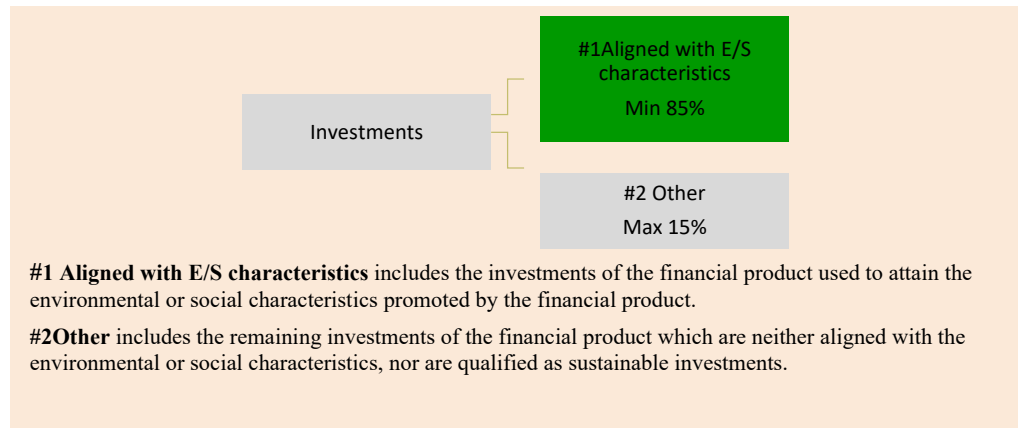 #1Aligned with E/S
characteristics
Min 85%
Investments
#2 Other
Max 15%
#1 Aligned with E/S characteristics includes the investments of the financial product used to attain the
environmental or social characteristics promoted by the financial product.
#2Other includes the remaining investments of the financial product which are neither aligned with the
environmental or social characteristics, nor are qualified as sustainable investments.